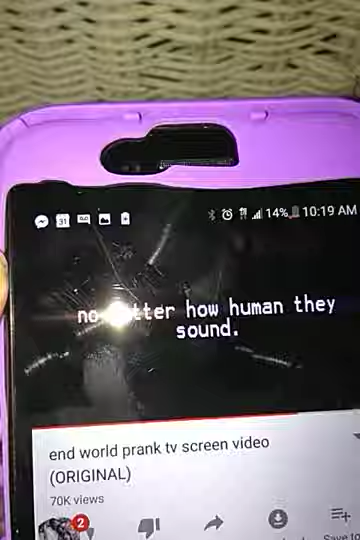 31
14% 10:19 AM
no matter how human they
sound.
end world prank tv screen video
(ORIGINAL)
70K views
2
Save to